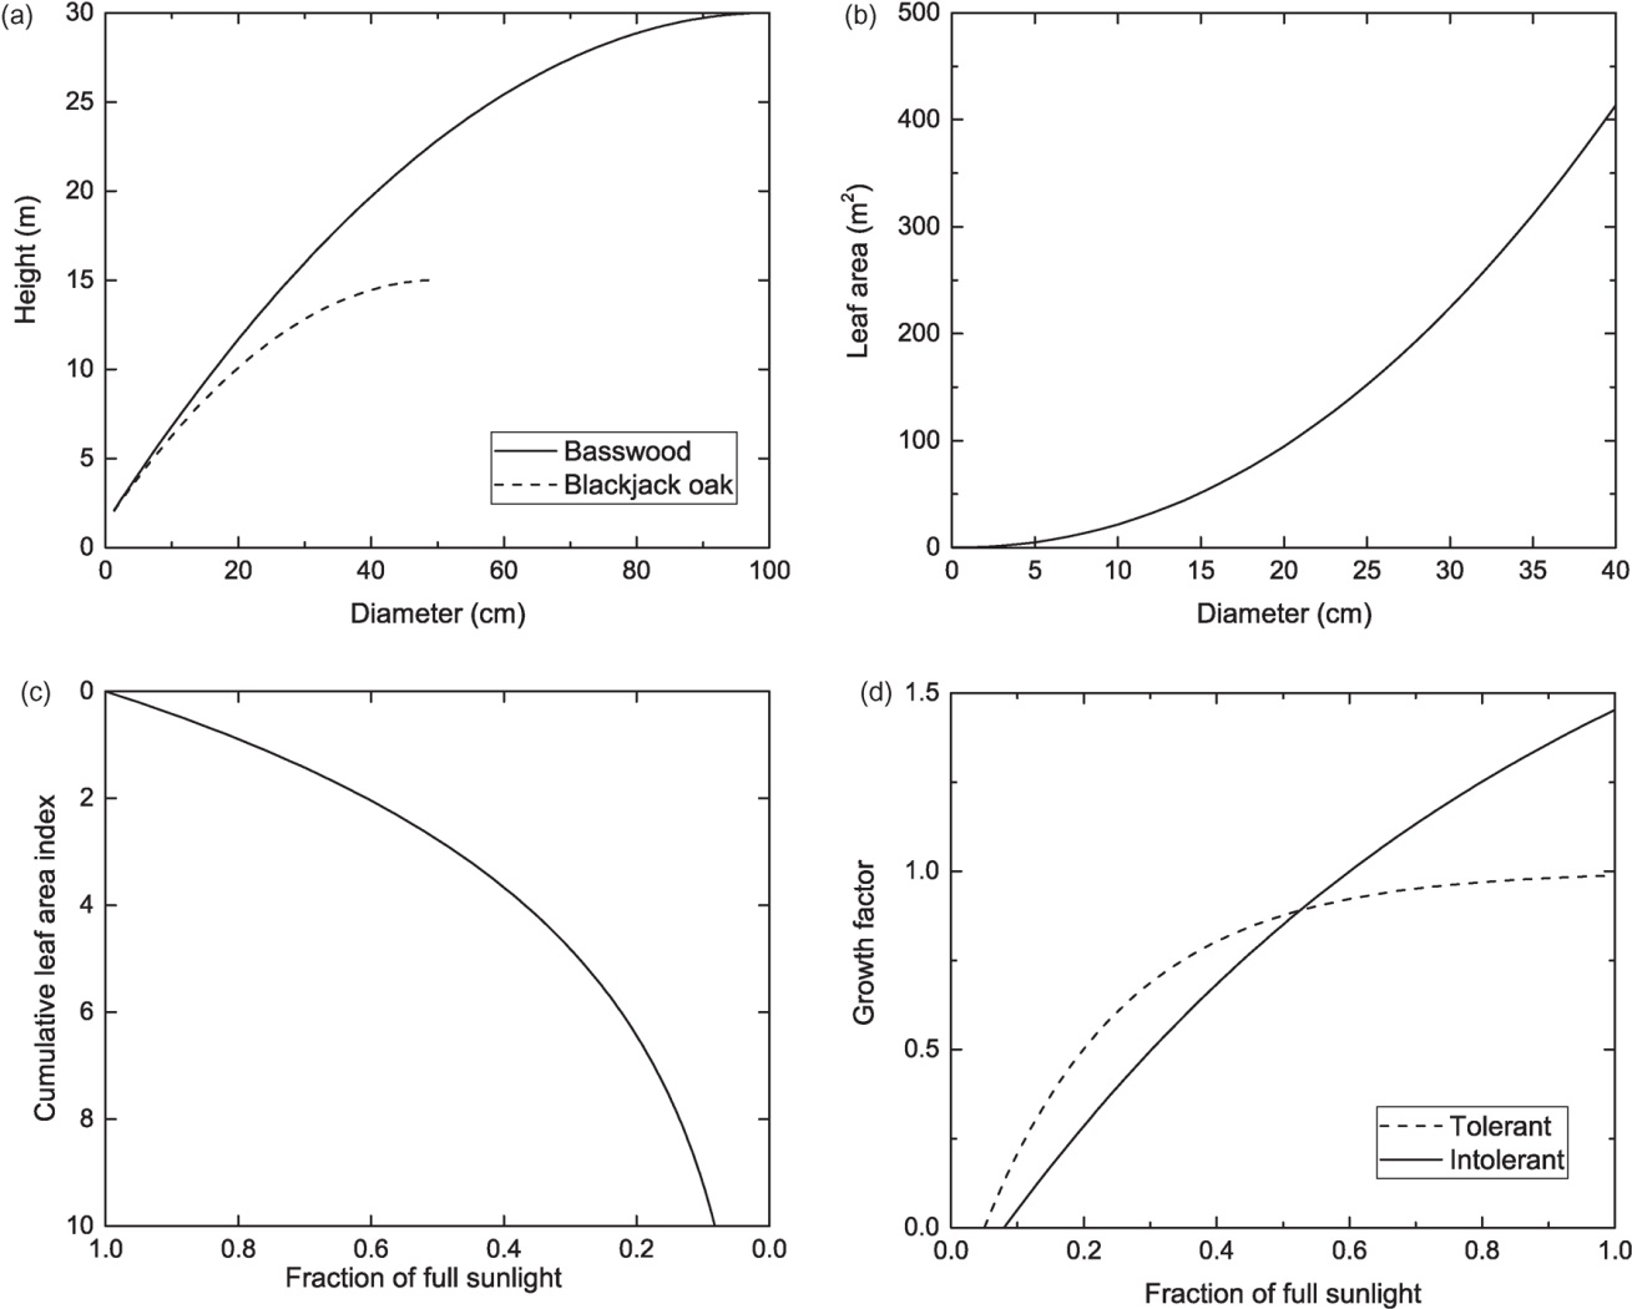 (a)
30
25
20
15
10
5
0
Height (m)
Basswood
Blackjack oak
0 20 40 60 80 100
Diameter (cm)
(b)
500
400
300
200
100
0
Leaf area (m²)
0 5 10 15 20 25 30 35 40
Diameter (cm)
(c)
0
2
4
6
8
10
Cumulative leaf area index
1.0 0.8 0.6 0.4 0.2 0.0
Fraction of full sunlight
(d)
1.5
1.0
0.5
0.0
Growth factor
Tolerant
Intolerant
0.0 0.2 0.4 0.6 0.8 1.0
Fraction of full sunlight